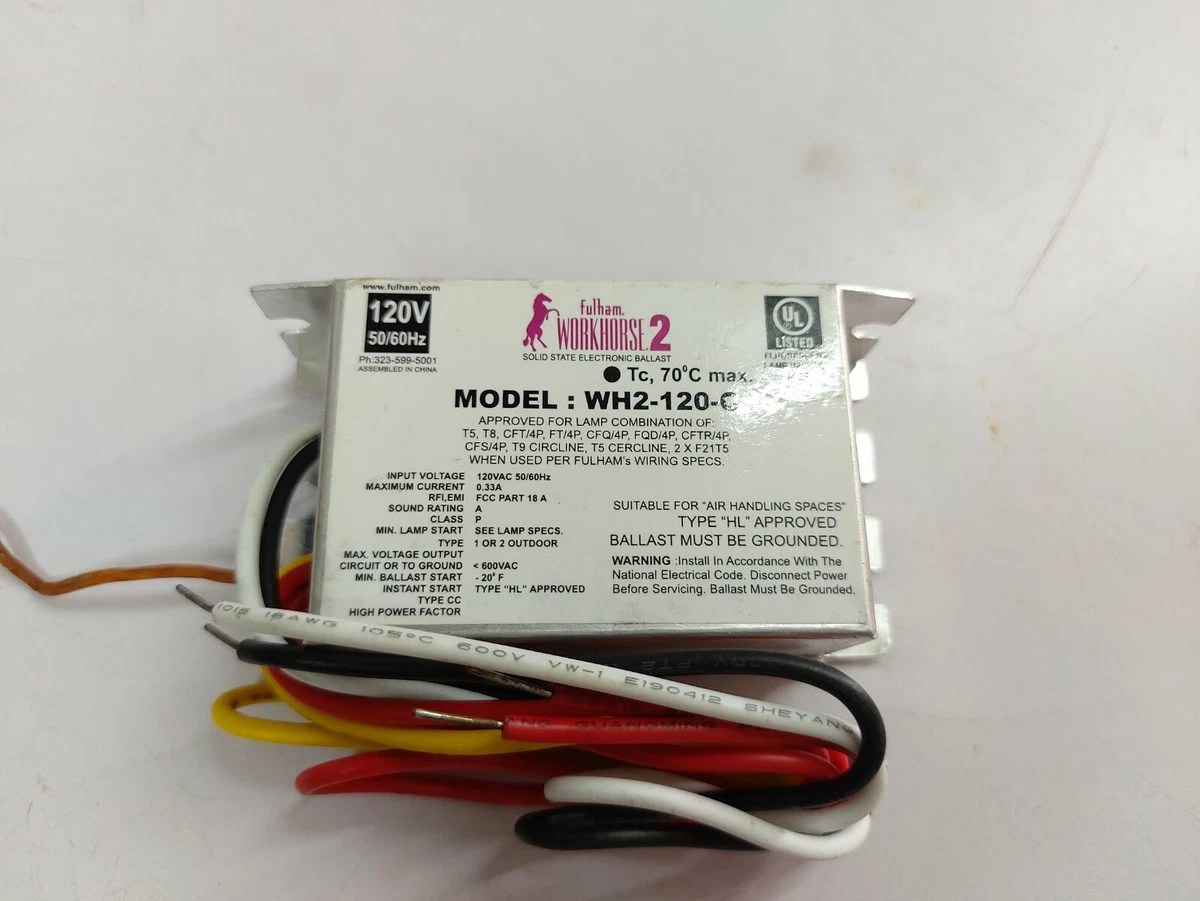 www.fulham.com
120V
50/60Hz
Ph:323-599-5001
ASSEMBLED IN CHINA
fulham.
WORKHORSE 2
SOLID STATE ELECTRONIC BALLAST
UL
LISTED
Tc, 70°C max.
MODEL : WH2-120-
APPROVED FOR LAMP COMBINATION OF:
T5, T8, CFT/4P, FT/4P, CFQ/4P, FQD/4P, CFTR/4P,
CFS/4P, T9 CIRCLINE, T5 CERCLINE, 2 X F21T5
WHEN USED PER FULHAM's WIRING SPECS.
INPUT VOLTAGE 120VAC 50/60Hz
MAXIMUM CURRENT 0.33A
RFI,EMI FCC PART 18 A
SOUND RATING A
CLASS P
MIN. LAMP START SEE LAMP SPECS.
TYPE 1 OR 2 OUTDOOR
MAX. VOLTAGE OUTPUT
CIRCUIT OR TO GROUND < 600VAC
MIN. BALLAST START - 20° F
INSTANT START TYPE "HL" APPROVED
TYPE CC
HIGH POWER FACTOR
SUITABLE FOR "AIR HANDLING SPACES"
TYPE "HL" APPROVED
BALLAST MUST BE GROUNDED.
WARNING :Install In Accordance With The
National Electrical Code. Disconnect Power
Before Servicing. Ballast Must Be Grounded.
1015 18AWG 105°C 600V VW-1 E190412 SHEYANG
GUANGMING